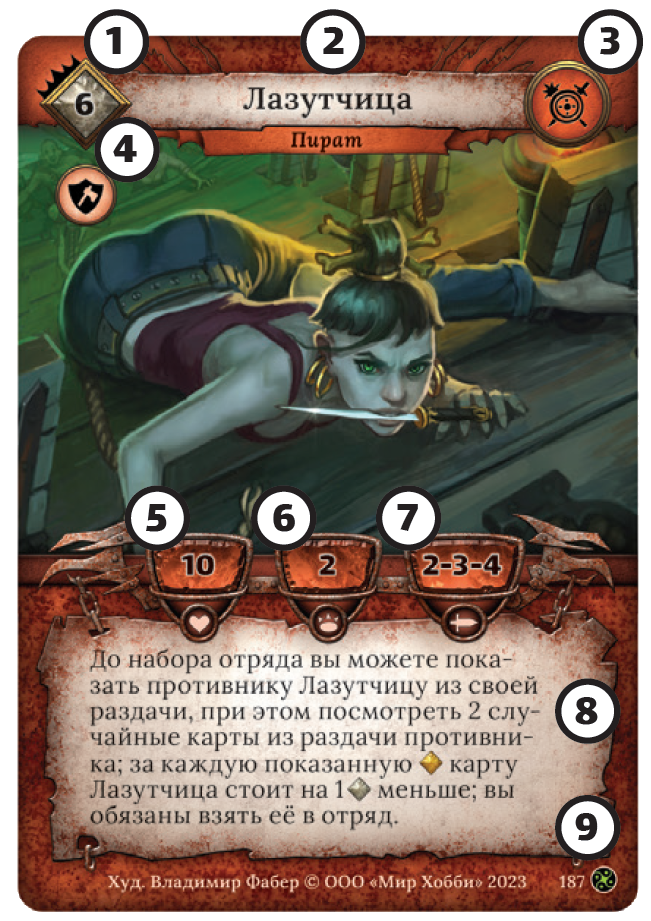 1
2
3
6
Лазутчица
Пират
4
5
6
7
10
2
2-3-4
До набора отряда вы можете пока-
зать противнику Лазутчицу из своей
раздачи, при этом посмотреть 2 слу-
чайные карты из раздачи противни-
ка; за каждую показанную карту
Лазутчица стоит на 1 меньше; вы
обязаны взять её в отряд.
8
9
Худ. Владимир Фабер © ООО «Мир Хобби» 2023
187